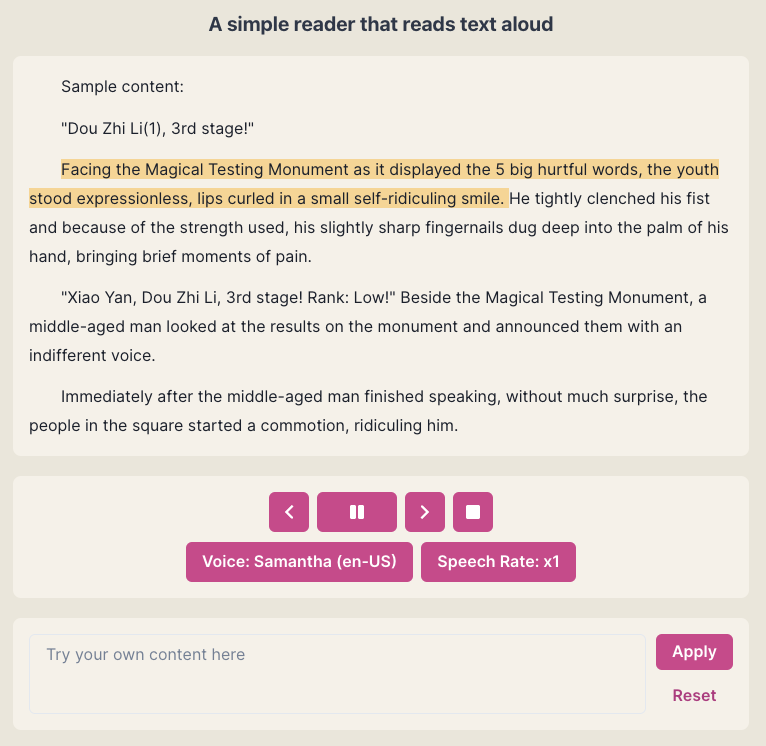 A simple reader that reads text aloud
Sample content:
"Dou Zhi Li(1), 3rd stage!"
Facing the Magical Testing Monument as it displayed the 5 big hurtful words, the youth
stood expressionless, lips curled in a small self-ridiculing smile. He tightly clenched his fist
and because of the strength used, his slightly sharp fingernails dug deep into the palm of his
hand, bringing brief moments of pain.
"Xiao Yan, Dou Zhi Li, 3rd stage! Rank: Low!" Beside the Magical Testing Monument, a
middle-aged man looked at the results on the monument and announced them with an
indifferent voice.
Immediately after the middle-aged man finished speaking, without much surprise, the
people in the square started a commotion, ridiculing him.
Voice: Samantha (en-US)
Speech Rate: x1
Try your own content here
Apply
Reset